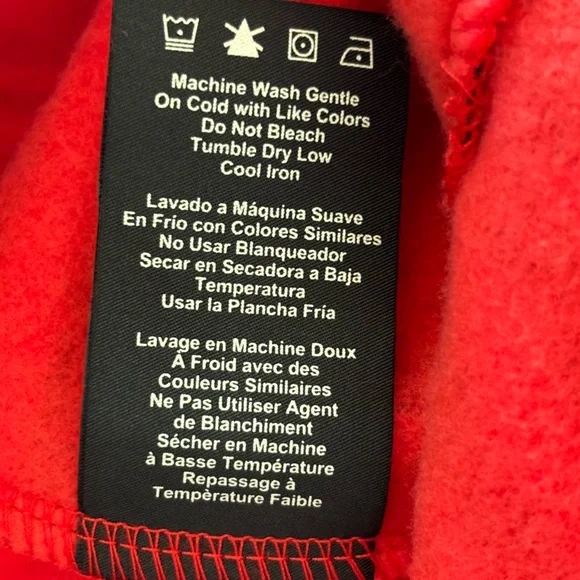 Machine Wash Gentle
On Cold with Like Colors
Do Not Bleach
Tumble Dry Low
Cool Iron
Lavado a Máquina Suave
En Frío con Colores Similares
No Usar Blanqueador
Secar en Secadora a Baja
Temperatura
Usar la Plancha Fría
Lavage en Machine Doux
À Froid avec des
Couleurs Similaires
Ne Pas Utiliser Agent
de Blanchiment
Sécher en Machine
à Basse Température
Repassage à
Tempèrature Faible